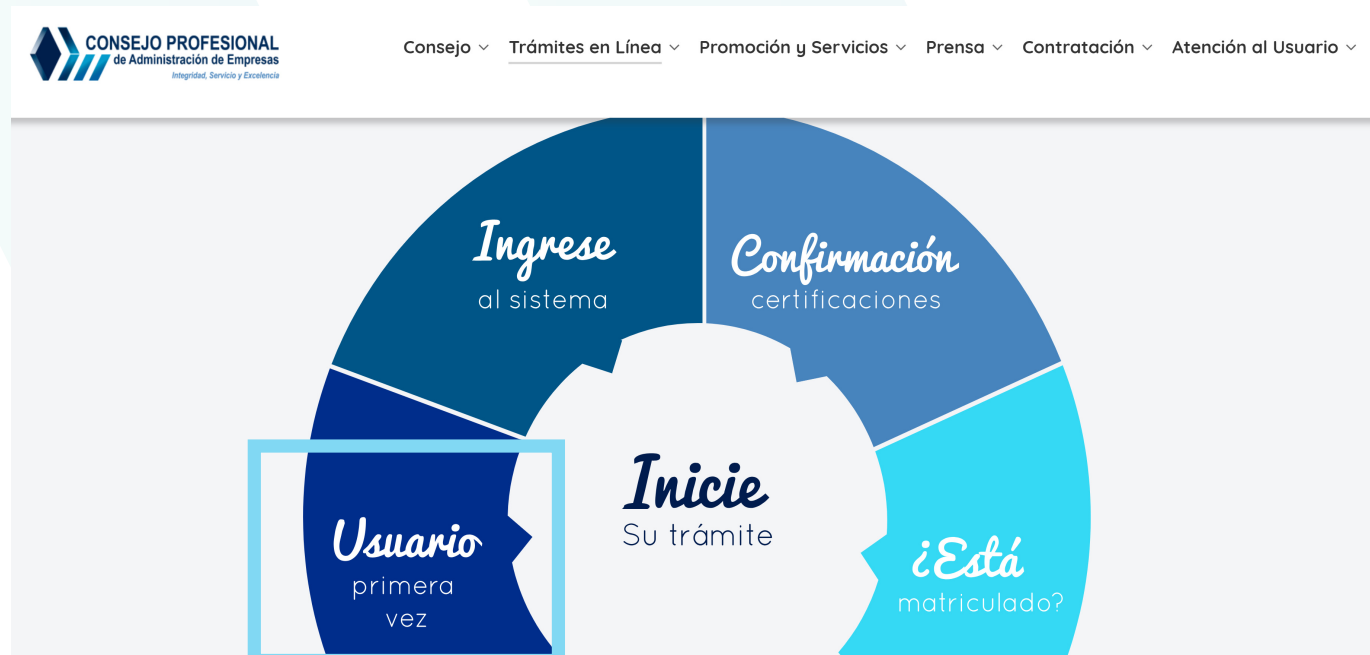 CONSEJO PROFESIONAL
de Administración de Empresas
Integridad, Servicio y Excelencia
Consejo Trámites en Línea Promoción y Servicios Prensa Contratación Atención al Usuario
Ingrese
al sistema
Confirmación
certificaciones
Inicie
Su trámite
Usuario
primera
vez
¿Está
matriculado?